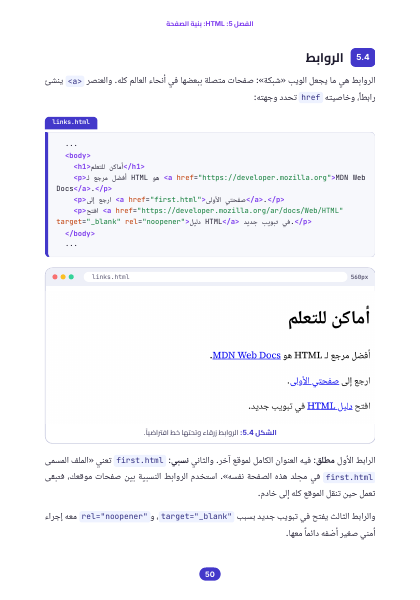 الفصل 5: HTML: بنية الصفحة
5.4 الروابط
الروابط هي ما يجعل الويب «شبكة»: صفحات متصلة ببعضها في أنحاء العالم كله. والعنصر <a> ينشئ
رابطاً، وخاصيته href تحدد وجهته:
links.html
...
<body>
<h1>أماكن للتعلم</h1>
<p>أفضل مرجع لـ HTML هو <a href="https://developer.mozilla.org">MDN Web
Docs</a>.</p>
<p>ارجع إلى <a href="first.html">صفحتي الأولى</a>.</p>
<p>افتح <a href="https://developer.mozilla.org/ar/docs/Web/HTML"
target="_blank" rel="noopener">دليل HTML</a> في تبويب جديد.</p>
</body>
...
links.html 560px
أماكن للتعلم
أفضل مرجع لـ HTML هو MDN Web Docs.
ارجع إلى صفحتي الأولى.
افتح دليل HTML في تبويب جديد.
الشكل 5.4: الروابط زرقاء وتحتها خط افتراضياً.
الرابط الأول مطلق: فيه العنوان الكامل لموقع آخر. والثاني نسبي: first.html تعني «الملف المسمى
first.html في مجلد هذه الصفحة نفسه». استخدم الروابط النسبية بين صفحات موقعك، فتبقى
تعمل حين تنقل الموقع كله إلى خادم.
والرابط الثالث يفتح في تبويب جديد بسبب target="_blank"، و rel="noopener" معه إجراء
أمني صغير أضفه دائماً معها.
50